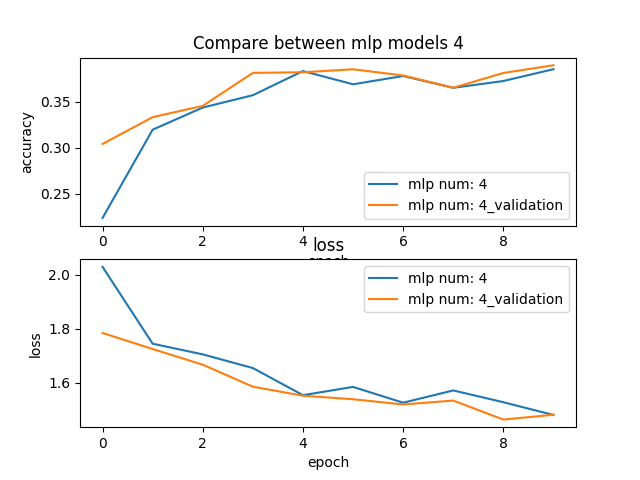 Compare between mlp models 4
accuracy
0.35
0.30
0.25
mlp num: 4
mlp num: 4_validation
0 2 4 6 8
epoch
loss
loss
2.0
1.8
1.6
mlp num: 4
mlp num: 4_validation
0 2 4 6 8
epoch